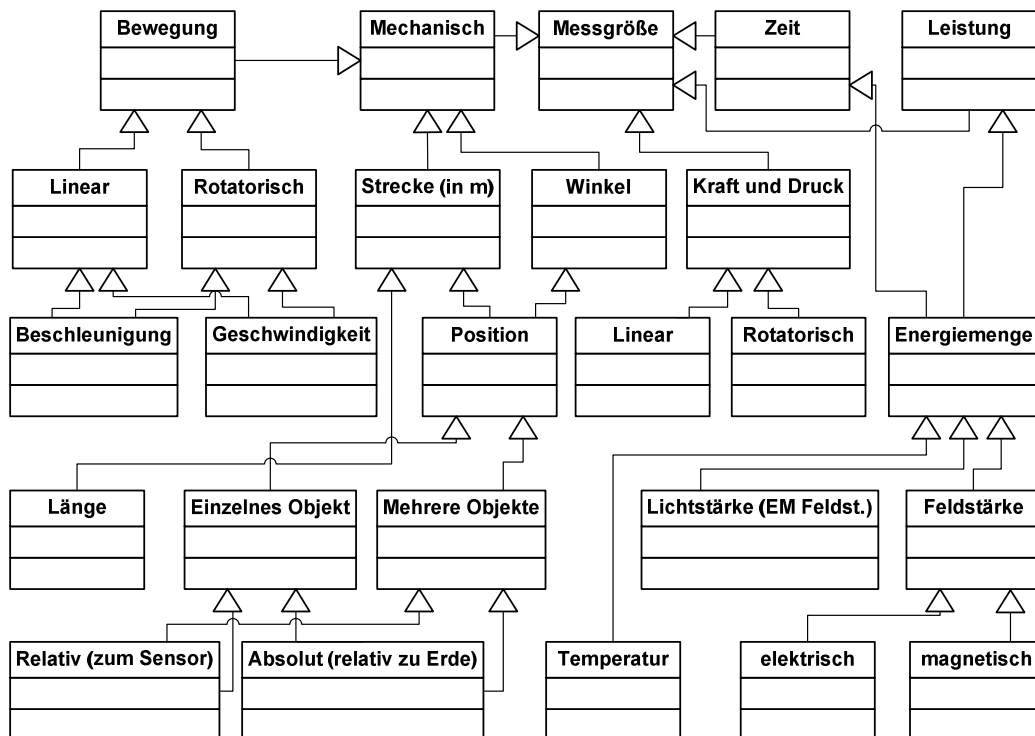 Bewegung
Mechanisch
Messgröße
Zeit
Leistung
Linear
Rotatorisch
Strecke (in m)
Winkel
Kraft und Druck
Beschleunigung
Geschwindigkeit
Position
Linear
Rotatorisch
Energiemenge
Länge
Einzelnes Objekt
Mehrere Objekte
Lichtstärke (EM Feldst.)
Feldstärke
Relativ (zum Sensor)
Absolut (relativ zu Erde)
Temperatur
elektrisch
magnetisch